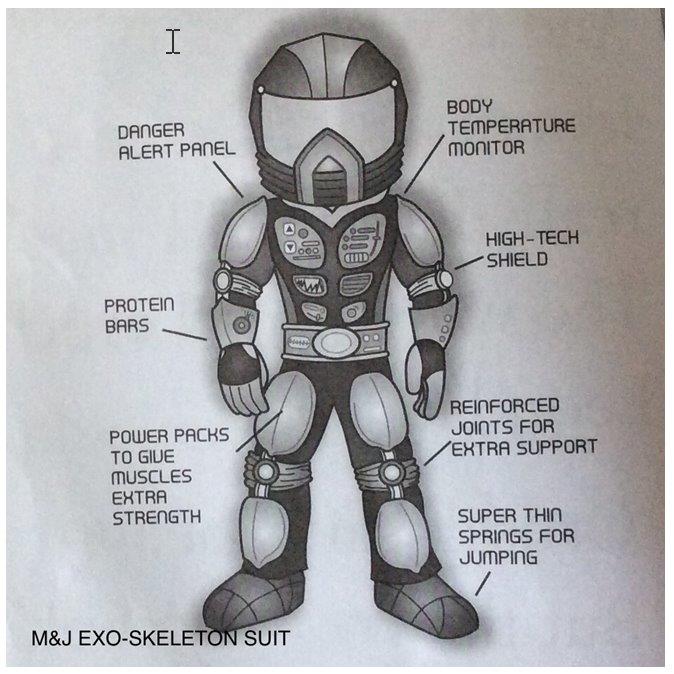 DANGER
ALERT PANEL
BODY
TEMPERATURE
MONITOR
HIGH-TECH
SHIELD
PROTEIN
BARS
POWER PACKS
TO GIVE
MUSCLES
EXTRA
STRENGTH
REINFORCED
JOINTS FOR
EXTRA SUPPORT
SUPER THIN
SPRINGS FOR
JUMPING
M&J EXO-SKELETON SUIT